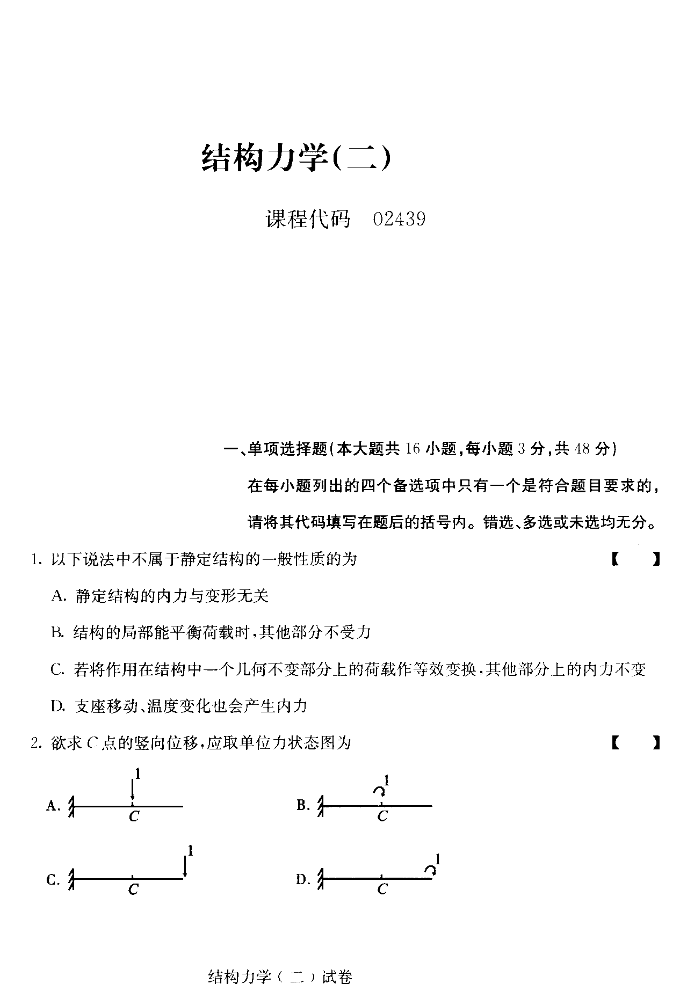 结构力学(二)
课程代码 02439
一、单项选择题(本大题共 16 小题,每小题 3 分,共 48 分)
在每小题列出的四个备选项中只有一个是符合题目要求的,
请将其代码填写在题后的括号内。错选、多选或未选均无分。
1. 以下说法中不属于静定结构的一般性质的为 【 】
A. 静定结构的内力与变形无关
B. 结构的局部能平衡荷载时,其他部分不受力
C. 若将作用在结构中一个几何不变部分上的荷载作等效变换,其他部分上的内力不变
D. 支座移动、温度变化也会产生内力
2. 欲求 C 点的竖向位移,应取单位力状态图为 【 】
A. 1 C
B. 1 C
C. 1 C
D. 1 C
结构力学(二)试卷